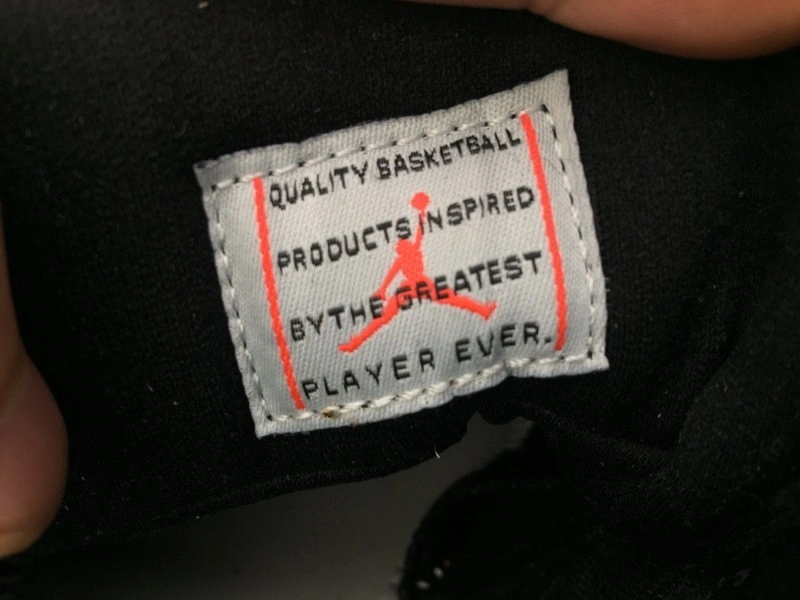 QUALITY BASKETBALL
PRODUCTS INSPIRED
BY THE GREATEST
PLAYER EVER.